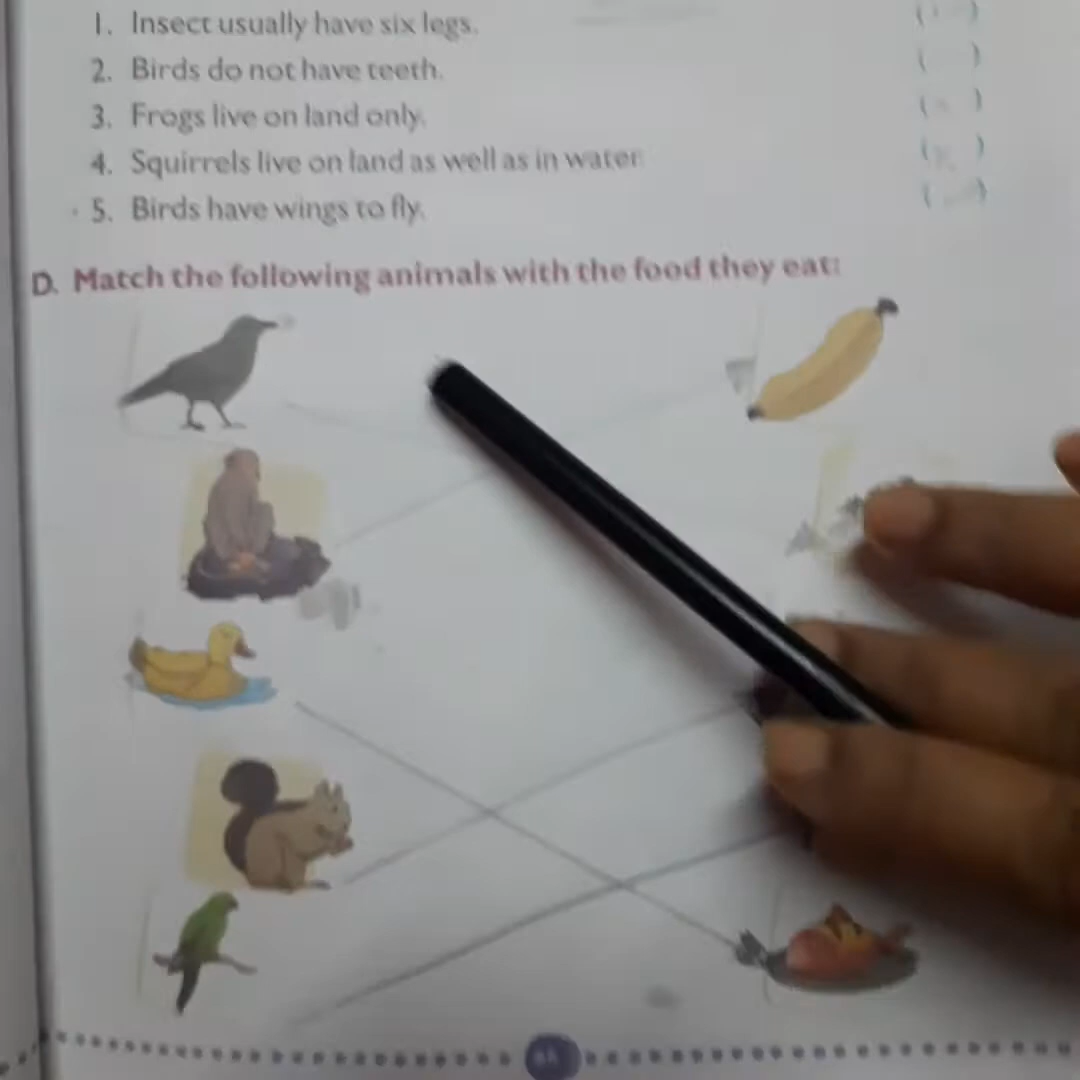 1. Insect usually have six legs. ( )
2. Birds do not have teeth. ( )
3. Frogs live on land only. ( )
4. Squirrels live on land as well as in water. ( )
5. Birds have wings to fly. ( )
D. Match the following animals with the food they eat: